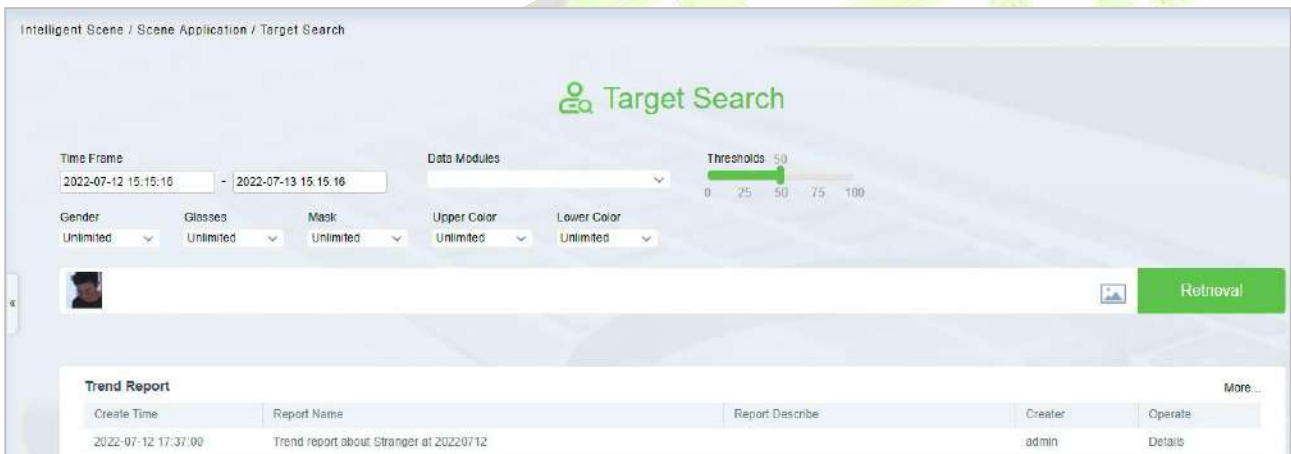 Intelligent Scene / Scene Application / Target Search
Target Search
Time Frame
Data Modules
Thresholds 50
2022-07-12 15:15:16 - 2022-07-13 15:15:16
0 25 50 75 100
Gender Glasses Mask Upper Color Lower Color
Unlimited Unlimited Unlimited Unlimited Unlimited
Retrieval
Trend Report
More...
Create Time Report Name Report Describe Creater Operate
2022-07-12 17:37:00 Trend report about Stranger at 20220712 admin Details